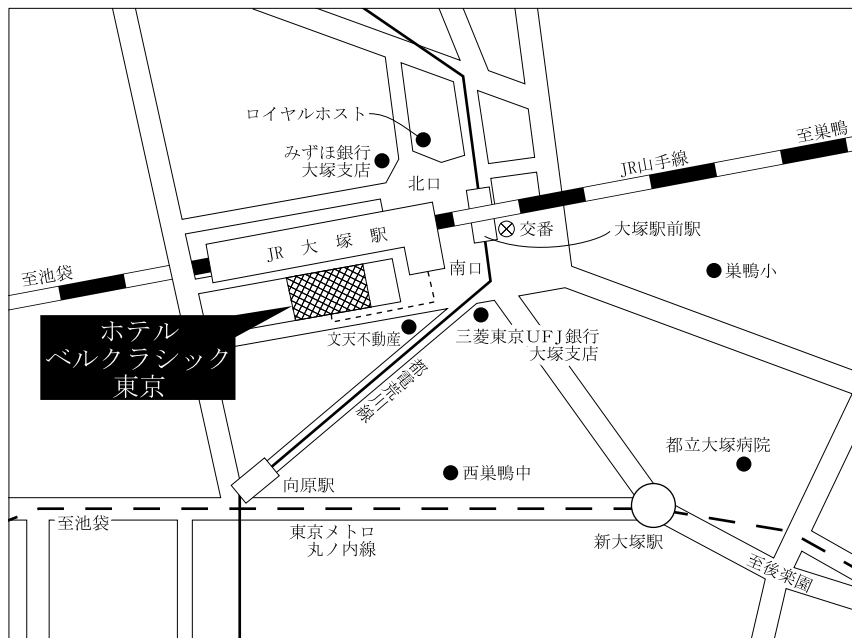 ロイヤルホスト
みずほ銀行
大塚支店
北口
JR山手線
至巣鴨
JR 大塚駅
交番
大塚駅前駅
至池袋
南口
巣鴨小
ホテル
ベルクラシック
東京
文天不動産
三菱東京UFJ銀行
大塚支店
都電荒川線
都立大塚病院
向原駅
西巣鴨中
至池袋
東京メトロ
丸ノ内線
新大塚駅
至後楽園